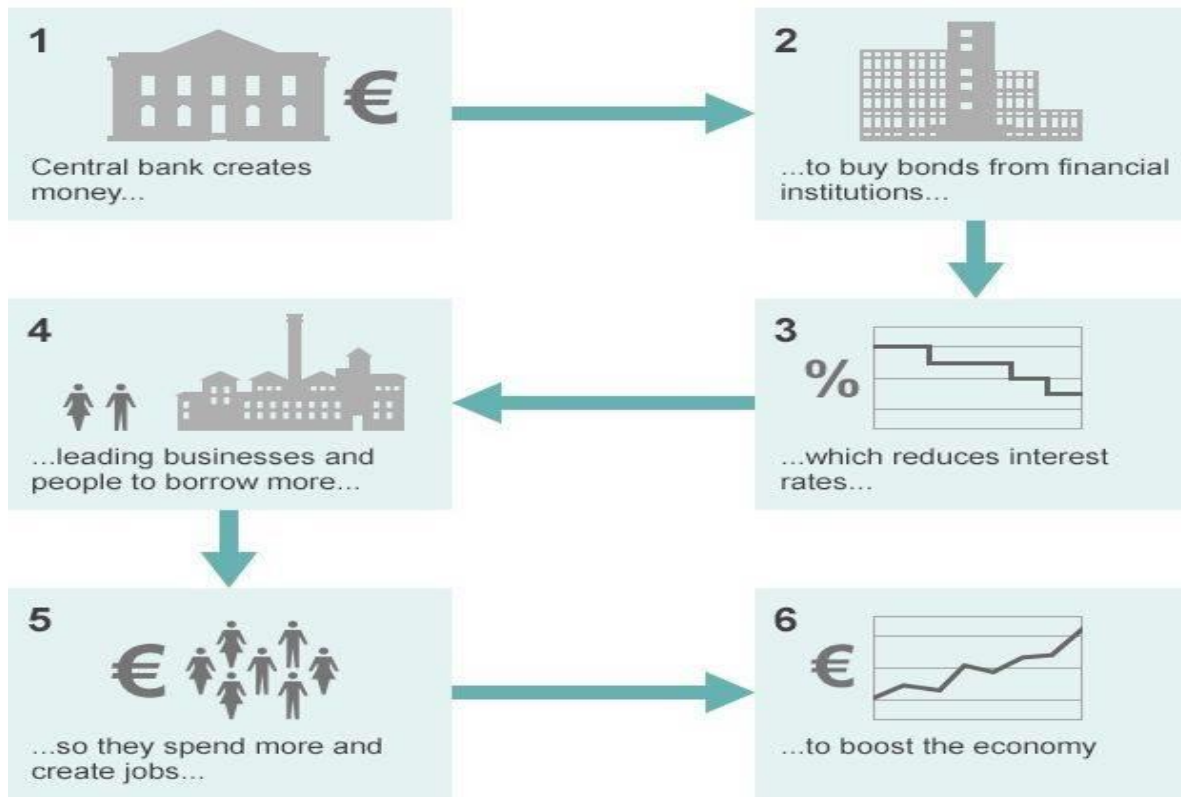 1
€
Central bank creates
money...
2
...to buy bonds from financial
institutions...
3
%
...which reduces interest
rates...
4
...leading businesses and
people to borrow more...
5
€
...so they spend more and
create jobs...
6
€
...to boost the economy